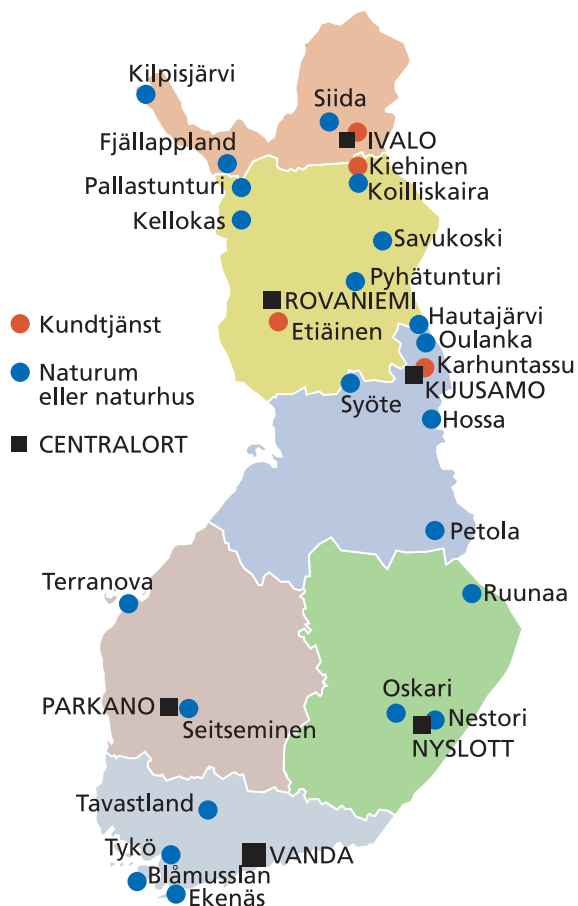 Kilpisjärvi
Siida
IVALO
Fjällappland
Kiehinen
Pallastunturi
Koilliskaira
Kellokas
Savukoski
Pyhätunturi
ROVANIEMI
Hautajärvi
Kundtjänst
Etiäinen
Oulanka
Karhuntassu
Naturum
eller naturhus
KUUSAMO
Syöte
Hossa
CENTRALORT
Petola
Terranova
Ruunaa
Oskari
PARKANO
Nestori
Seitseminen
NYSLOTT
Tavastland
Tykö
VANDA
Blåmusslan
Ekenäs